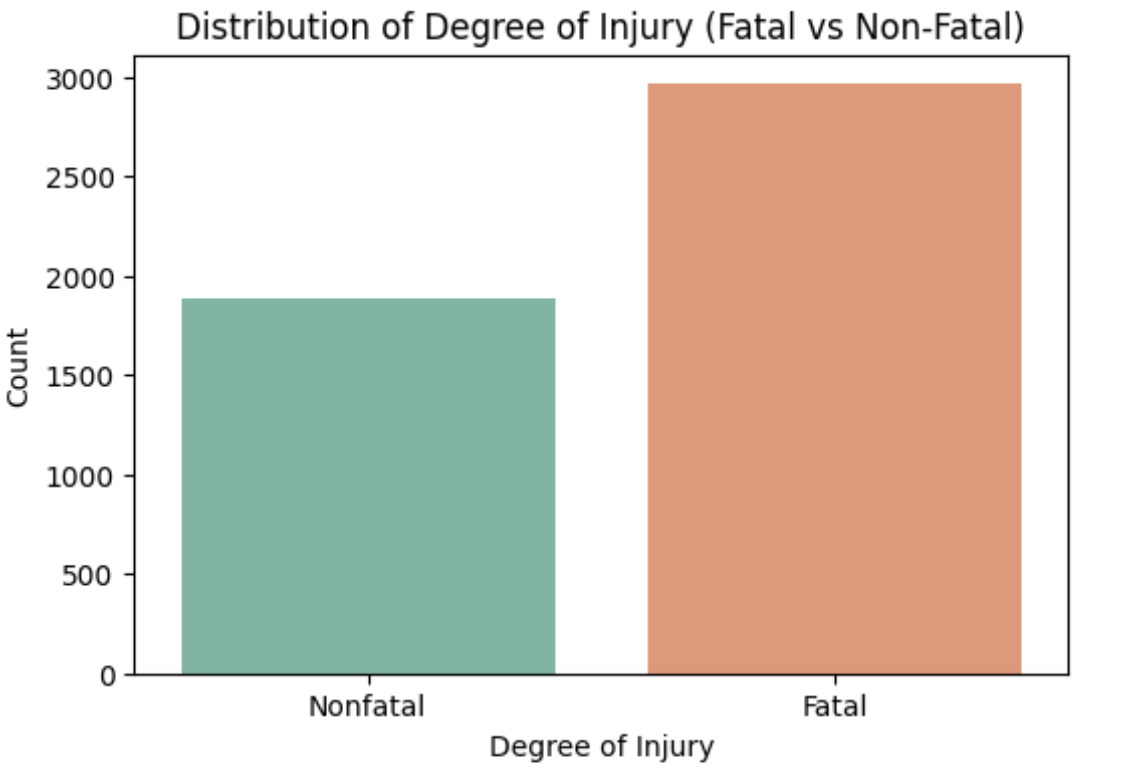 Distribution of Degree of Injury (Fatal vs Non-Fatal)
3000
2500
2000
1500
1000
500
0
Count
Nonfatal
Fatal
Degree of Injury